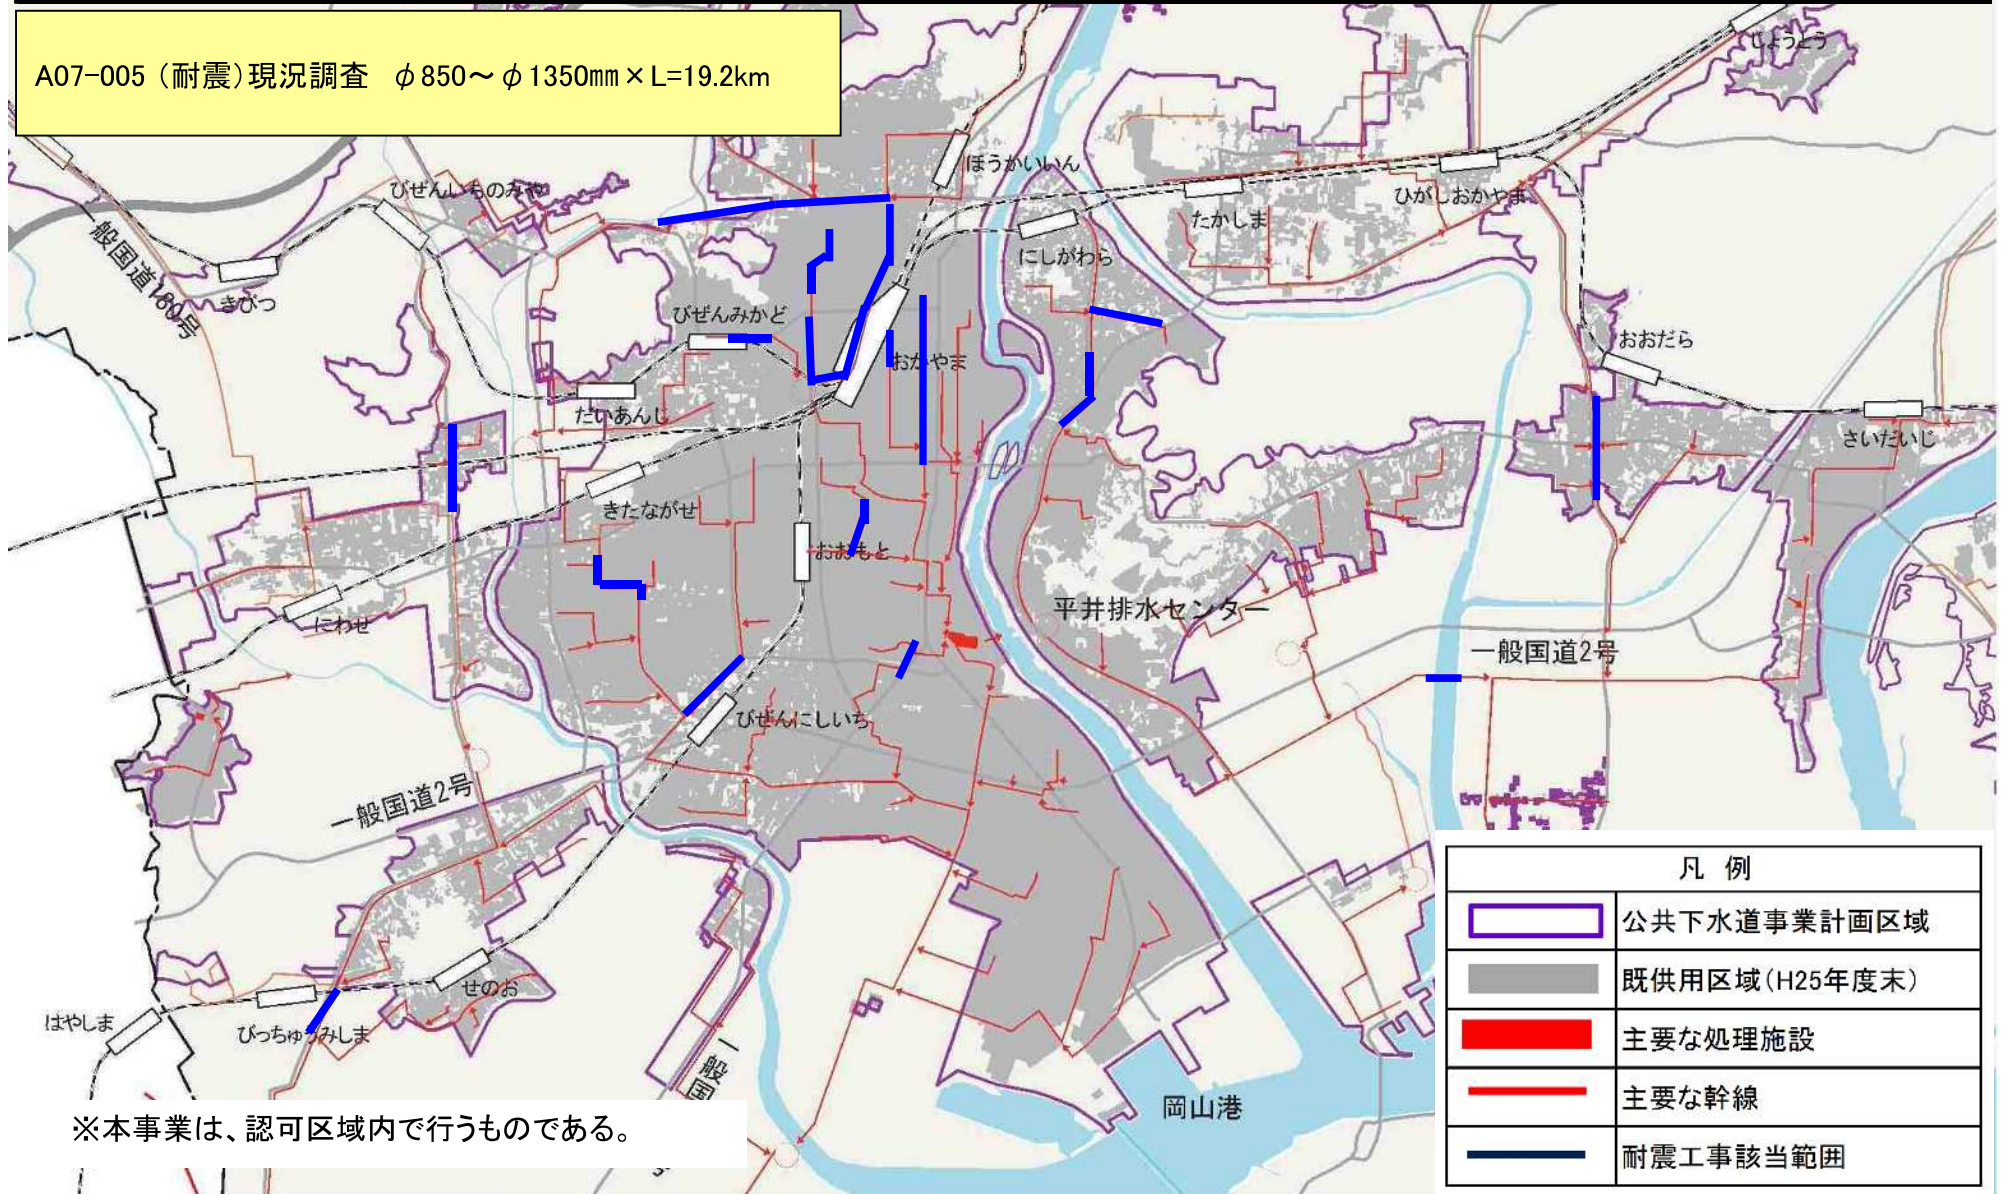 A07-005（耐震）現況調査　φ850～φ1350㎜×L=19.2km
じょうとう
ほうかいいん
びぜんいちのみや
ひがしおかやま
たかしま
にしがわら
一般国道180号
きびつ
びぜんみかど
おおだら
おかやま
だいあんじ
さいだいじ
きたながせ
おおもと
平井排水センター
にわせ
一般国道2号
びぜんにしいち
一般国道2号
せのお
はやしま
びっちゅうみしま
一般国
岡山港
※本事業は、認可区域内で行うものである。
凡 例
公共下水道事業計画区域
既供用区域（H25年度末）
主要な処理施設
主要な幹線
耐震工事該当範囲